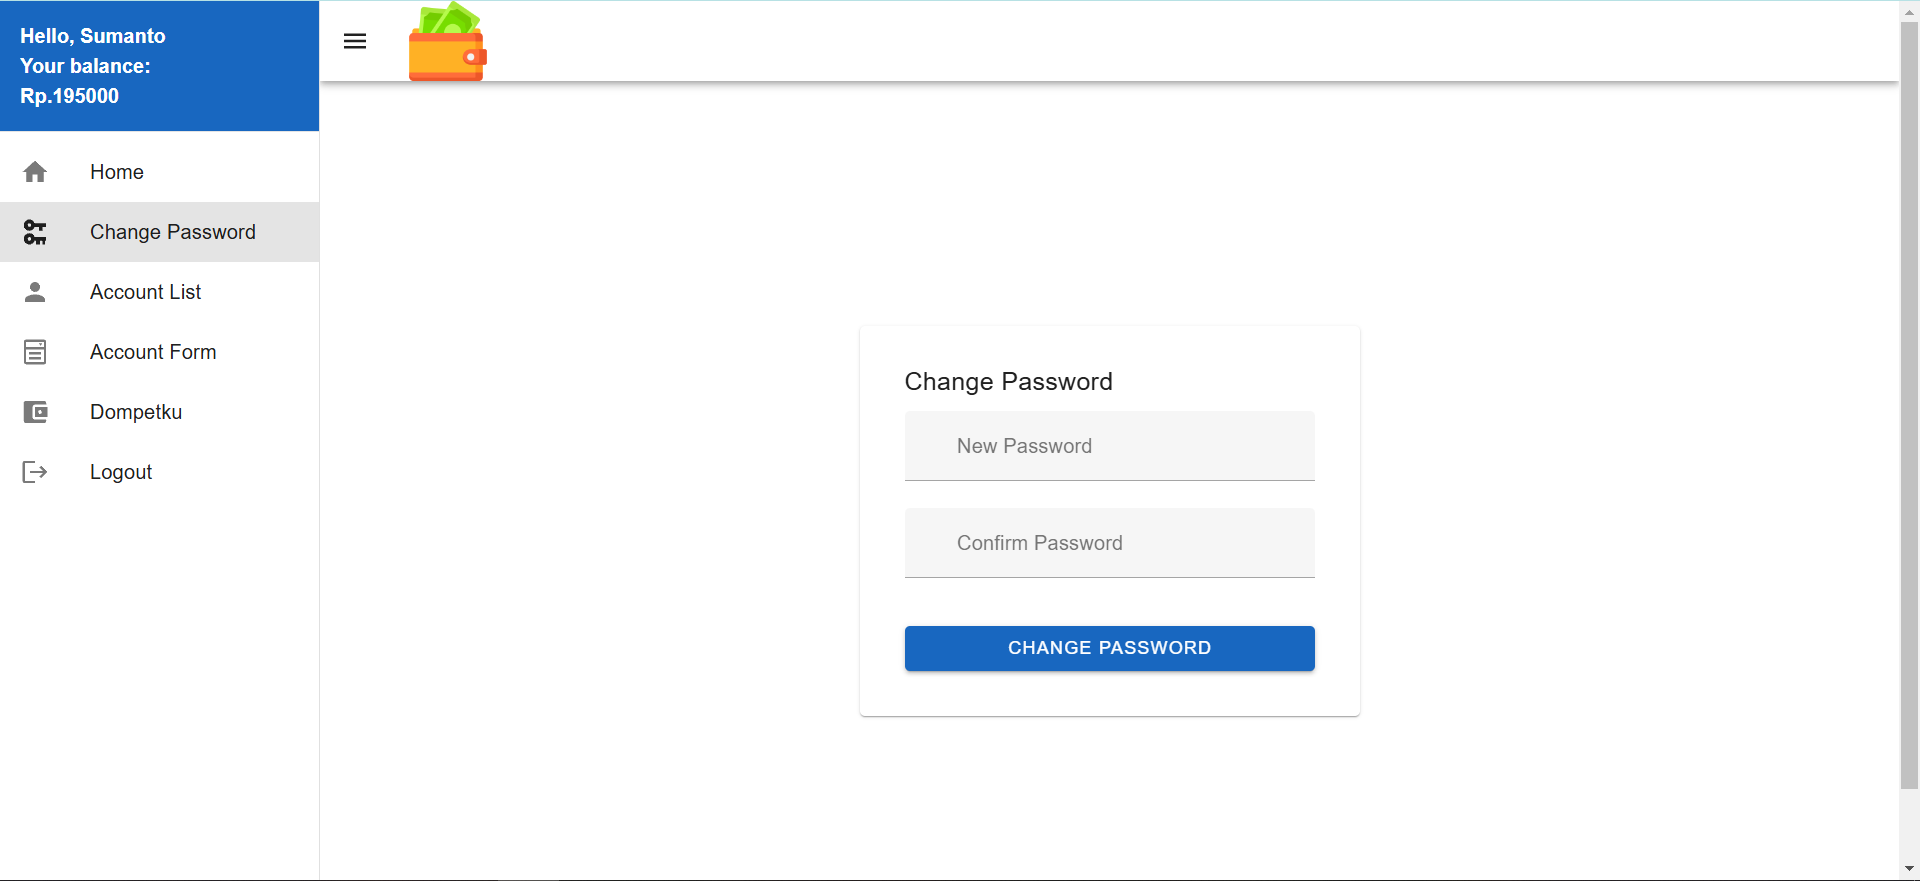 Hello, Sumanto
Your balance:
Rp.195000
Home
Change Password
Account List
Account Form
Dompetku
Logout
Change Password
New Password
Confirm Password
CHANGE PASSWORD